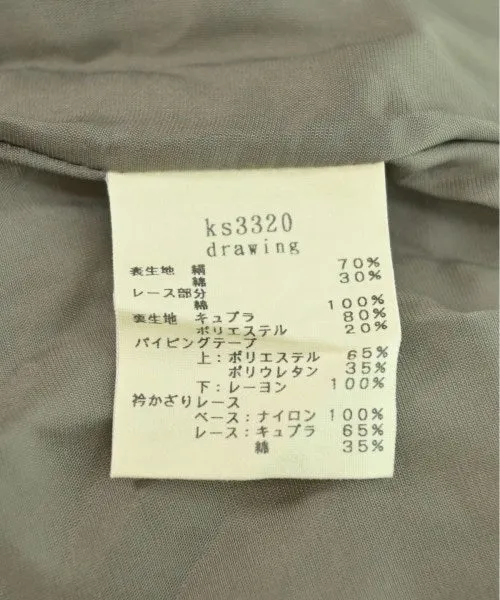 ks3320
drawing
表生地 絹 70%
綿 30%
レース部分
綿 100%
裏生地 キュプラ 80%
ポリエステル 20%
パイピングテープ
上:ポリエステル 65%
ポリウレタン 35%
下:レーヨン 100%
衿かざりレース
ベース:ナイロン 100%
レース:キュプラ 65%
綿 35%